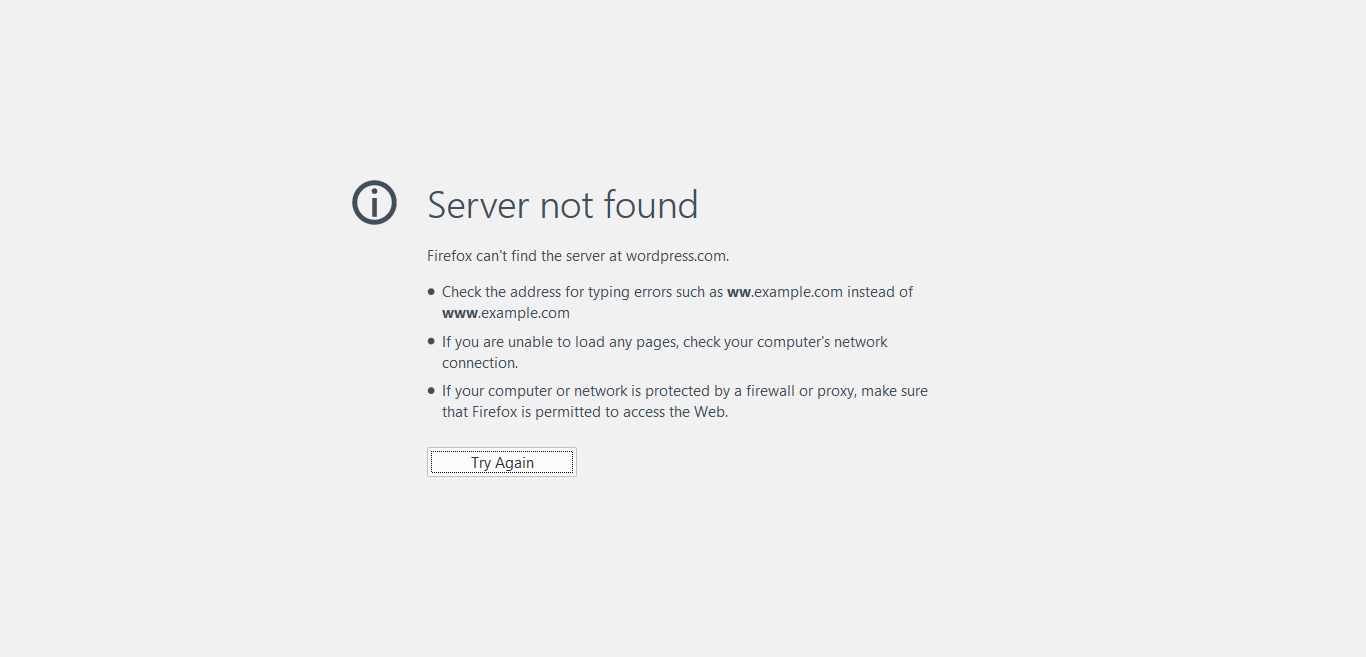 Server not found
Firefox can't find the server at wordpress.com.
● Check the address for typing errors such as ww.example.com instead of
www.example.com
● If you are unable to load any pages, check your computer's network
connection.
● If your computer or network is protected by a firewall or proxy, make sure
that Firefox is permitted to access the Web.
Try Again